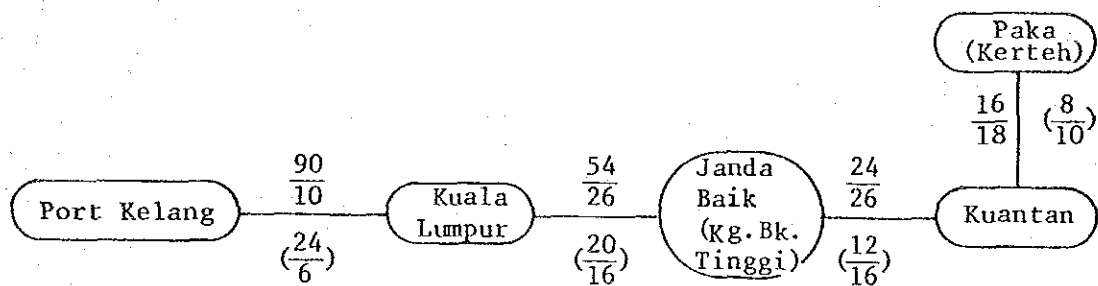 Paka
(Kerteh)
16
18
(8
10)
90
10
54
26
Janda
Baik
(Kg.Bk.
Tinggi)
24
26
Port Kelang
Kuala
Lumpur
Kuantan
(24
6)
(20
16)
(12
16)